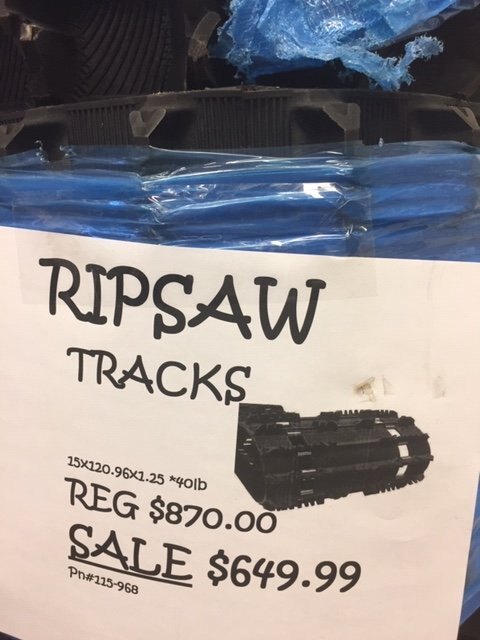 RIPSAW
TRACKS
15X120.96X1.25 *40lb
REG $870.00
SALE $649.99
Pn#115-968